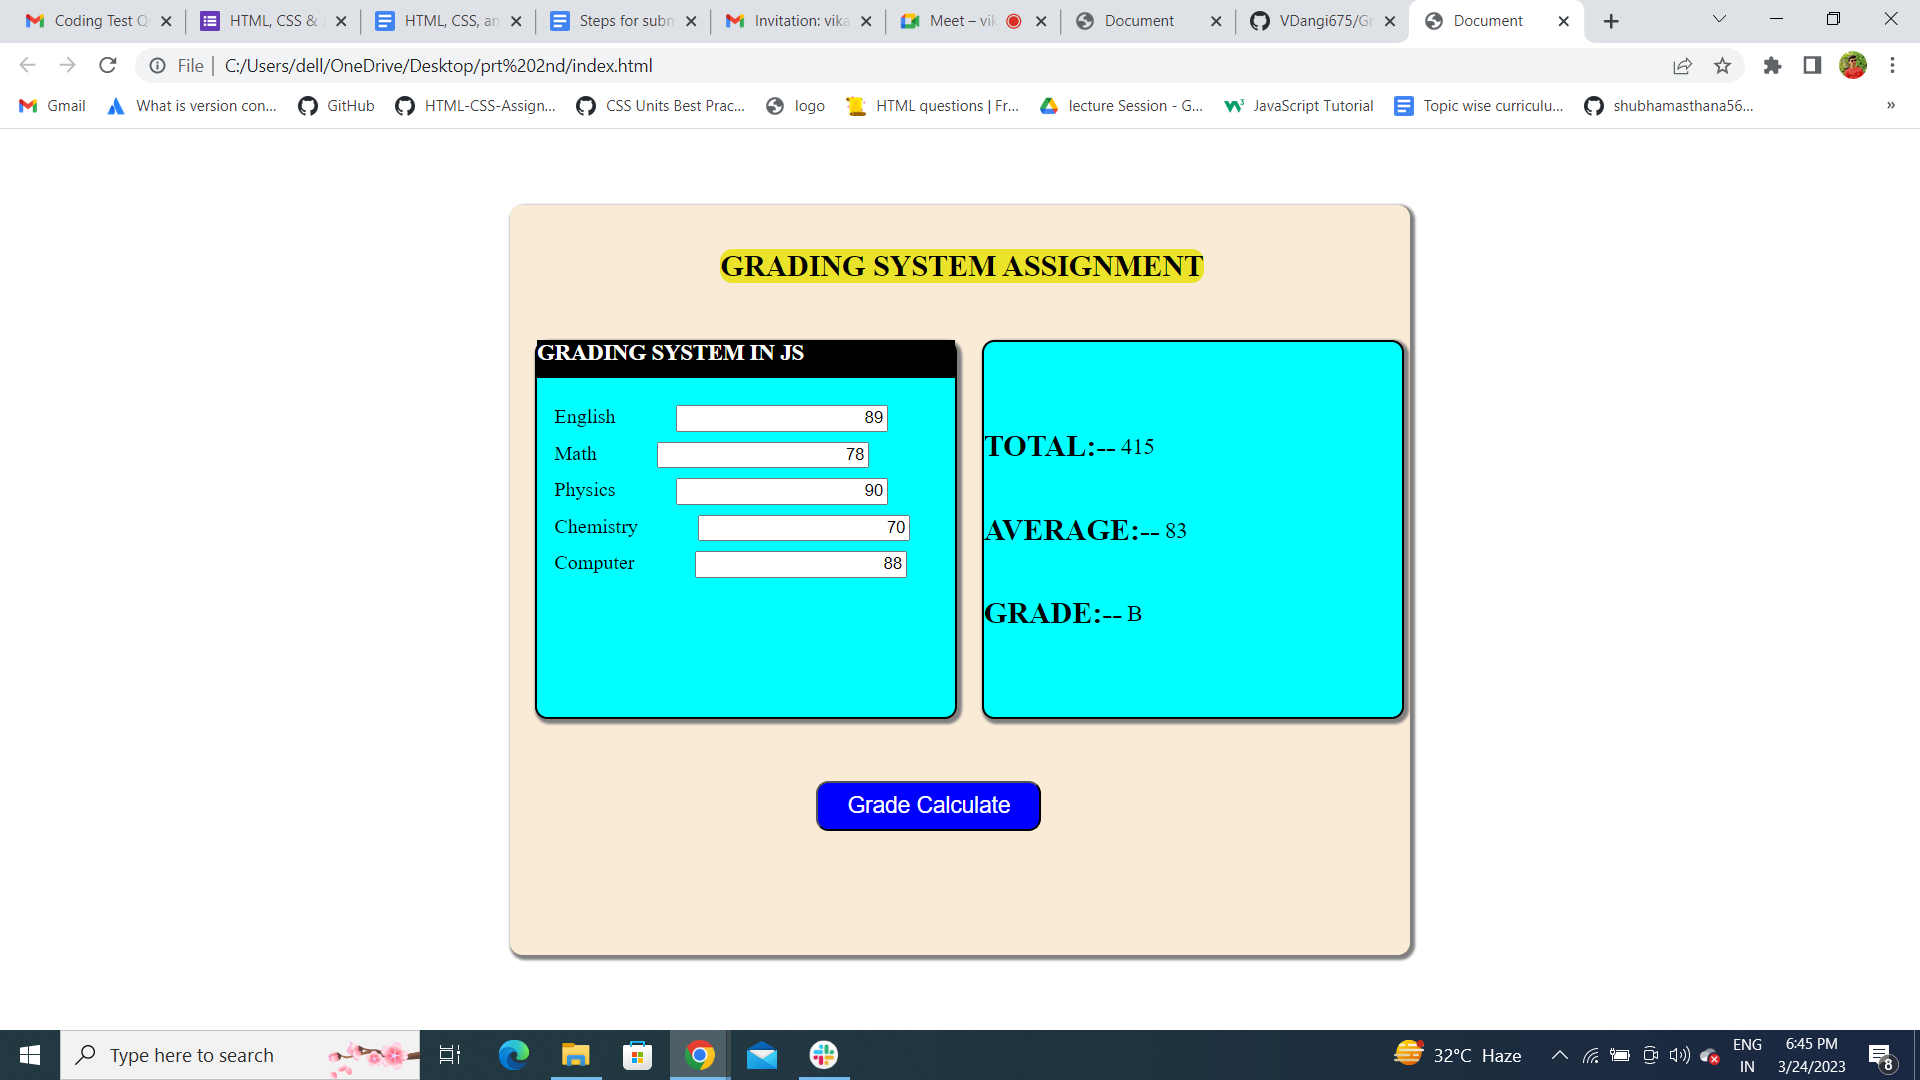 Coding Test Q
HTML, CSS &
HTML, CSS, an
Steps for subm
Invitation: vika
Meet – vik
Document
VDangi675/Gr
Document
File
C:/Users/dell/OneDrive/Desktop/prt%202nd/index.html
Gmail
What is version con...
GitHub
HTML-CSS-Assign...
CSS Units Best Prac...
logo
HTML questions | Fr...
lecture Session - G...
JavaScript Tutorial
Topic wise curriculu...
shubhamasthana56...
»
GRADING SYSTEM ASSIGNMENT
GRADING SYSTEM IN JS
English 89
Math 78
Physics 90
Chemistry 70
Computer 88
TOTAL:-- 415
AVERAGE:-- 83
GRADE:-- B
Grade Calculate
Type here to search
32°C Haze
ENG
IN
6:45 PM
3/24/2023
8